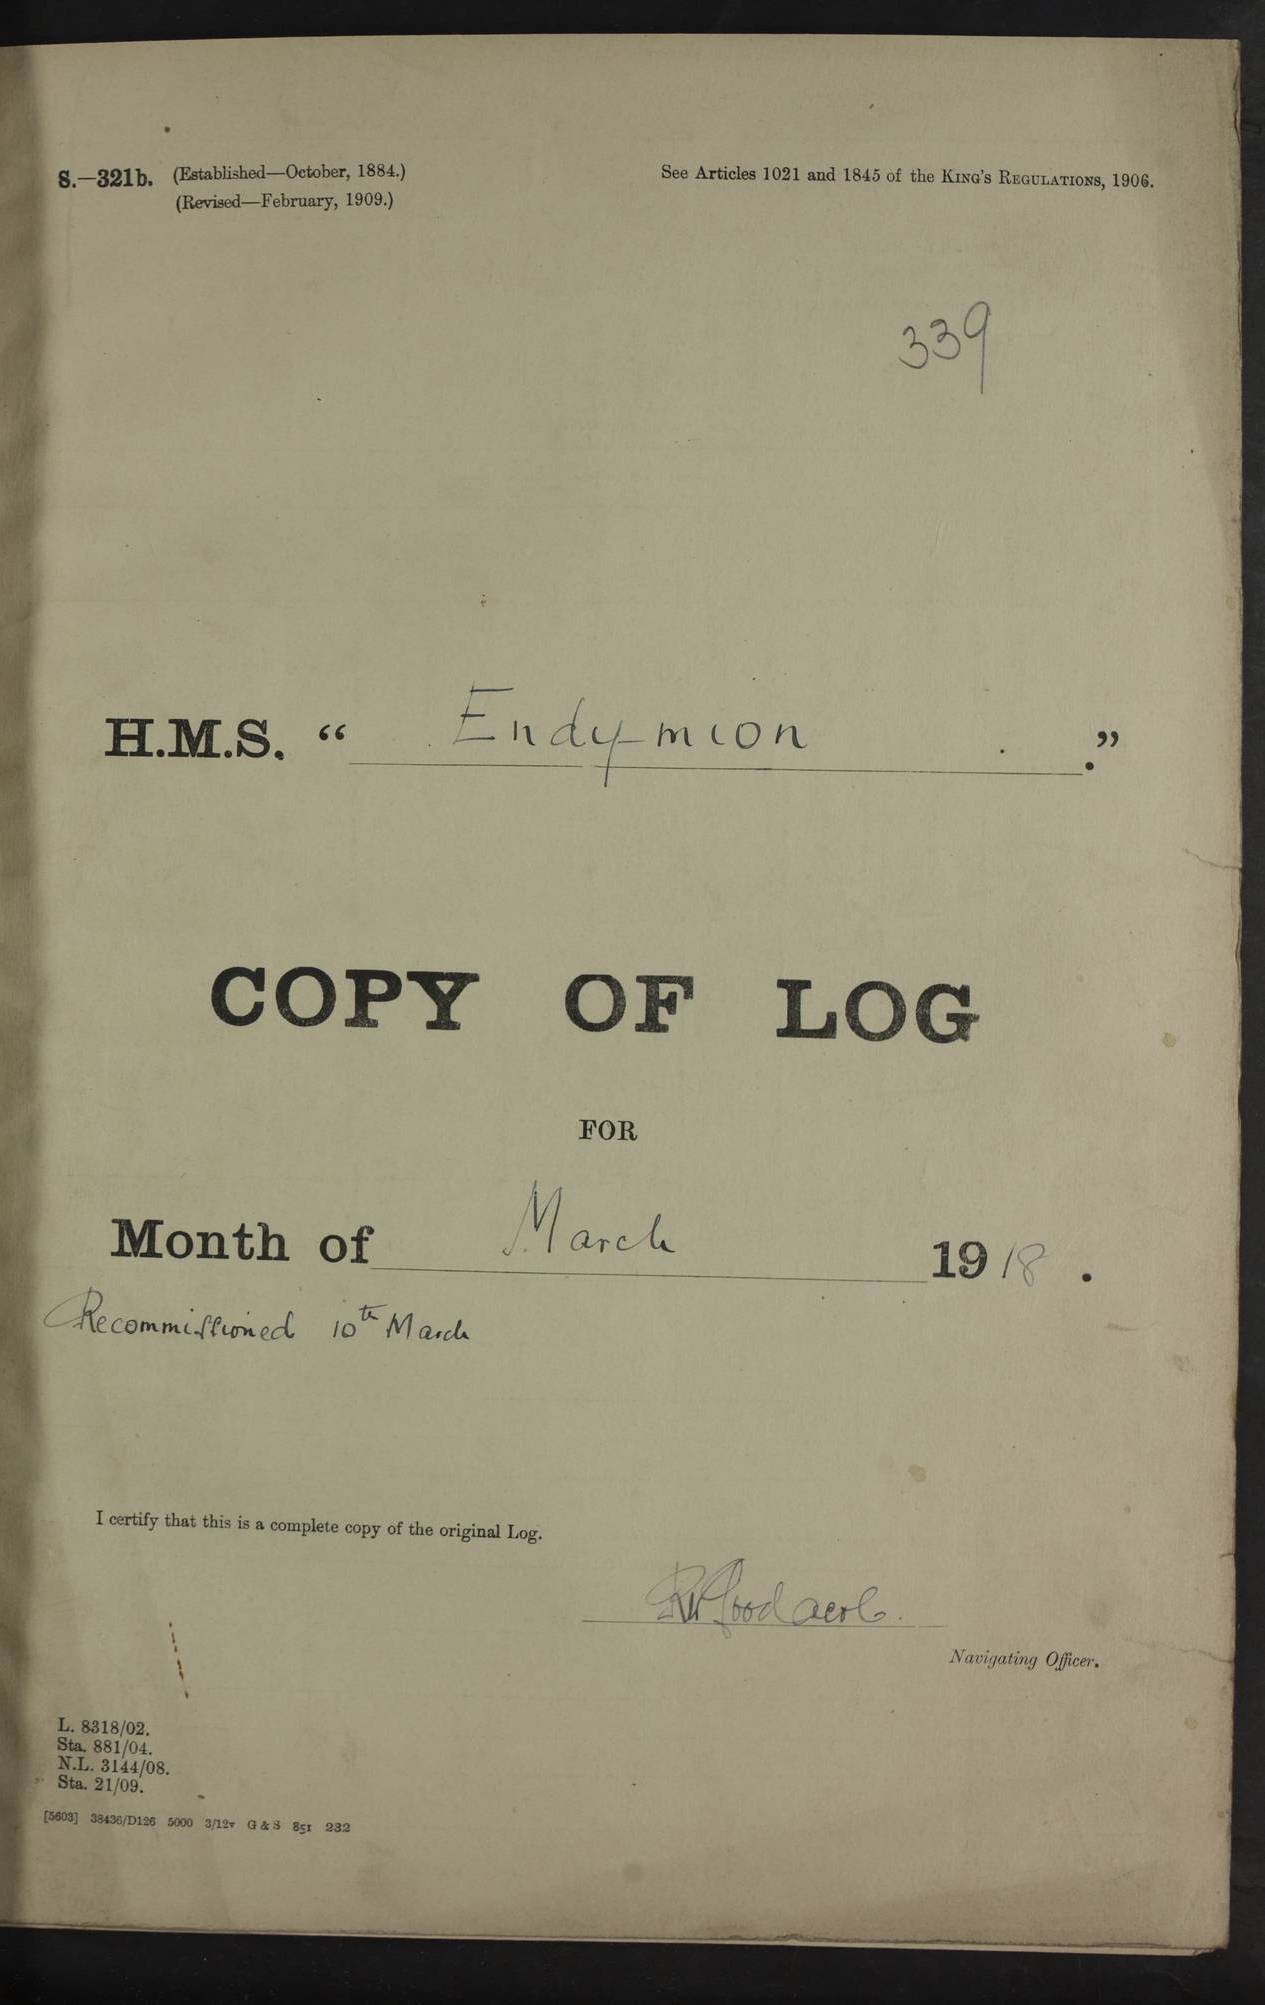 S.—321b. (Established—October, 1884.)
(Revised—February, 1909.)
See Articles 1021 and 1845 of the KING'S REGULATIONS, 1906.
339
H.M.S. “ Endymion .”
COPY OF LOG
FOR
Month of March 1918.
Recommissioned 10th March
I certify that this is a complete copy of the original Log.
Navigating Officer.
L. 8318/02.
Sta. 881/04.
N.L. 3144/08.
Sta. 21/09.
[5603] 38436/D126 5000 3/12v G & S 851 232